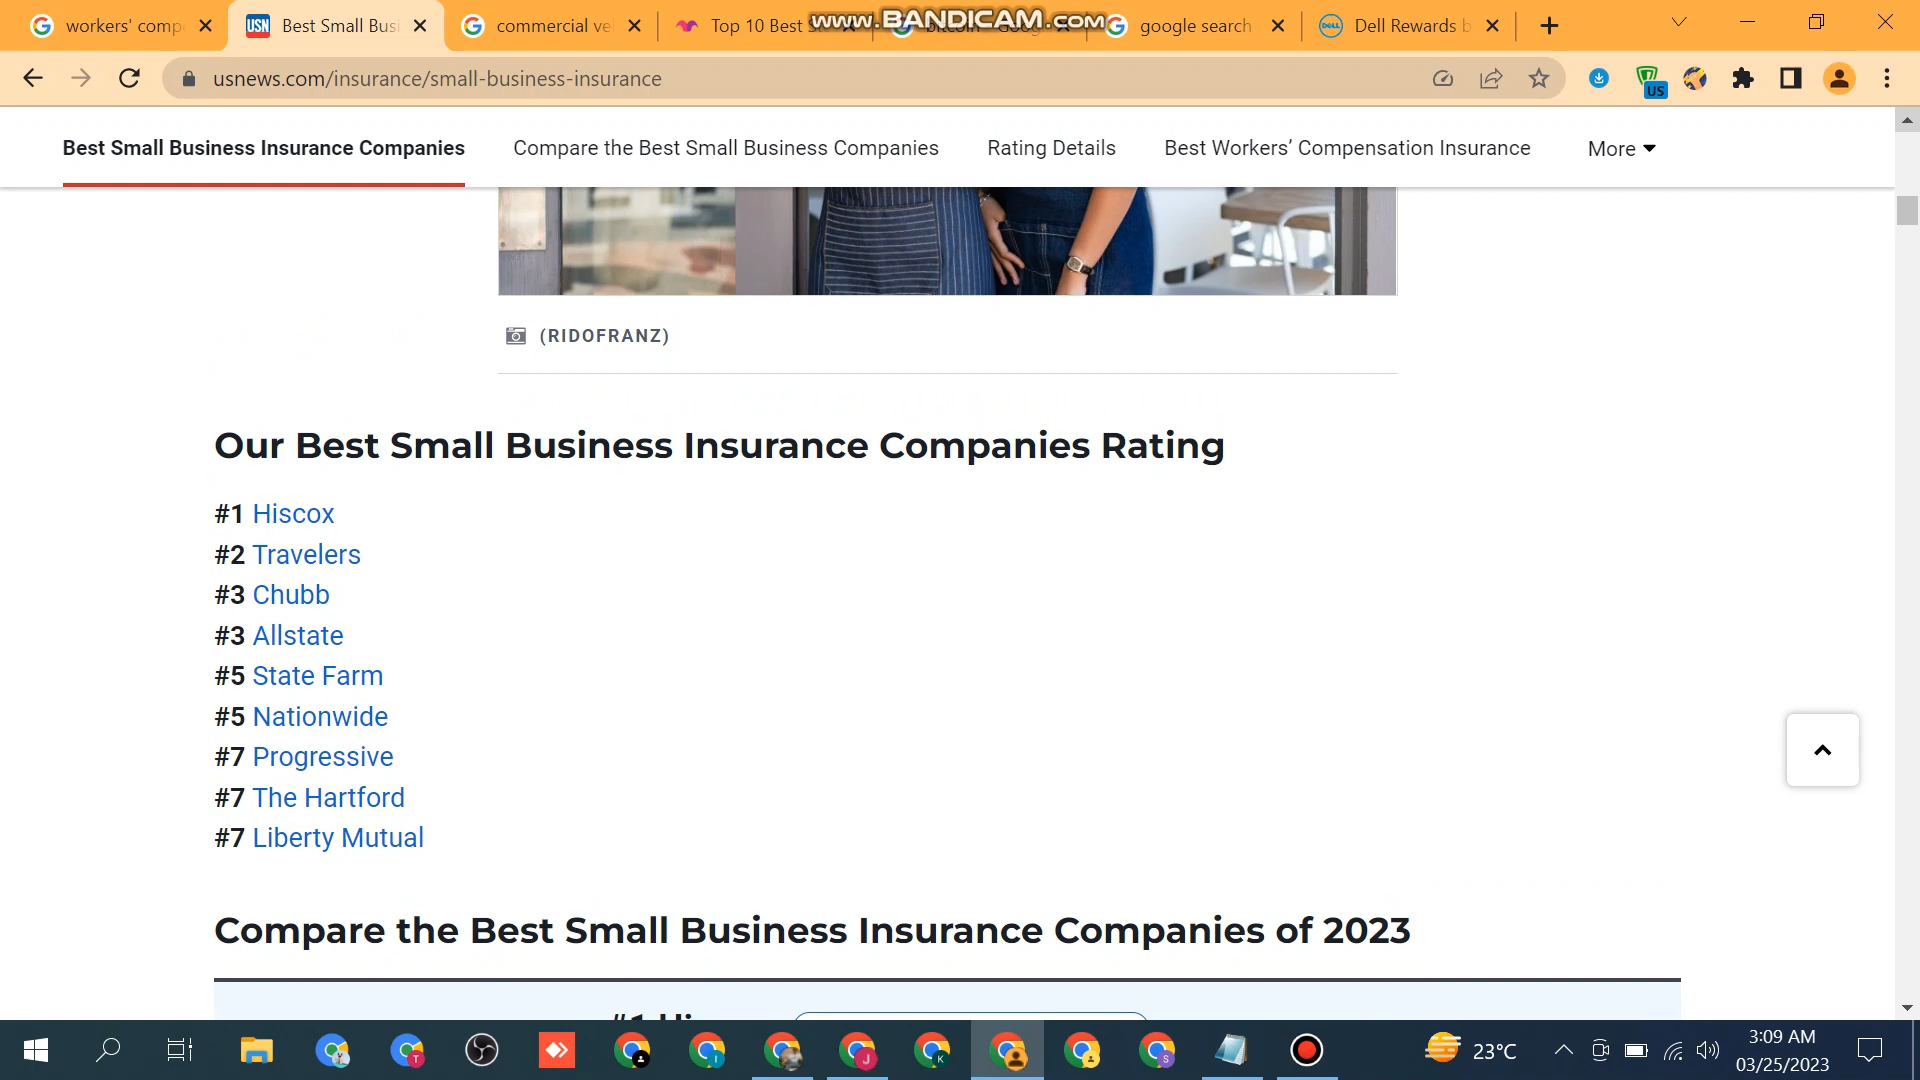 workers' comp
USN Best Small Busi
commercial ve
Top 10 Best S
www.BANDICAM.com
google search
DELL Dell Rewards b
usnews.com/insurance/small-business-insurance
US
Best Small Business Insurance Companies
Compare the Best Small Business Companies
Rating Details
Best Workers’ Compensation Insurance
More
(RIDOFRANZ)
Our Best Small Business Insurance Companies Rating
#1 Hiscox
#2 Travelers
#3 Chubb
#3 Allstate
#5 State Farm
#5 Nationwide
#7 Progressive
#7 The Hartford
#7 Liberty Mutual
Compare the Best Small Business Insurance Companies of 2023
23°C
3:09 AM
03/25/2023